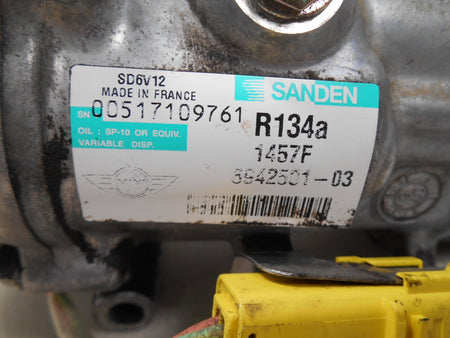 SD6V12
MADE IN FRANCE
SANDEN
SN 00517109761
R134a
OIL : SP-10 OR EQUIV.
VARIABLE DISP.
1457F
3942501-03